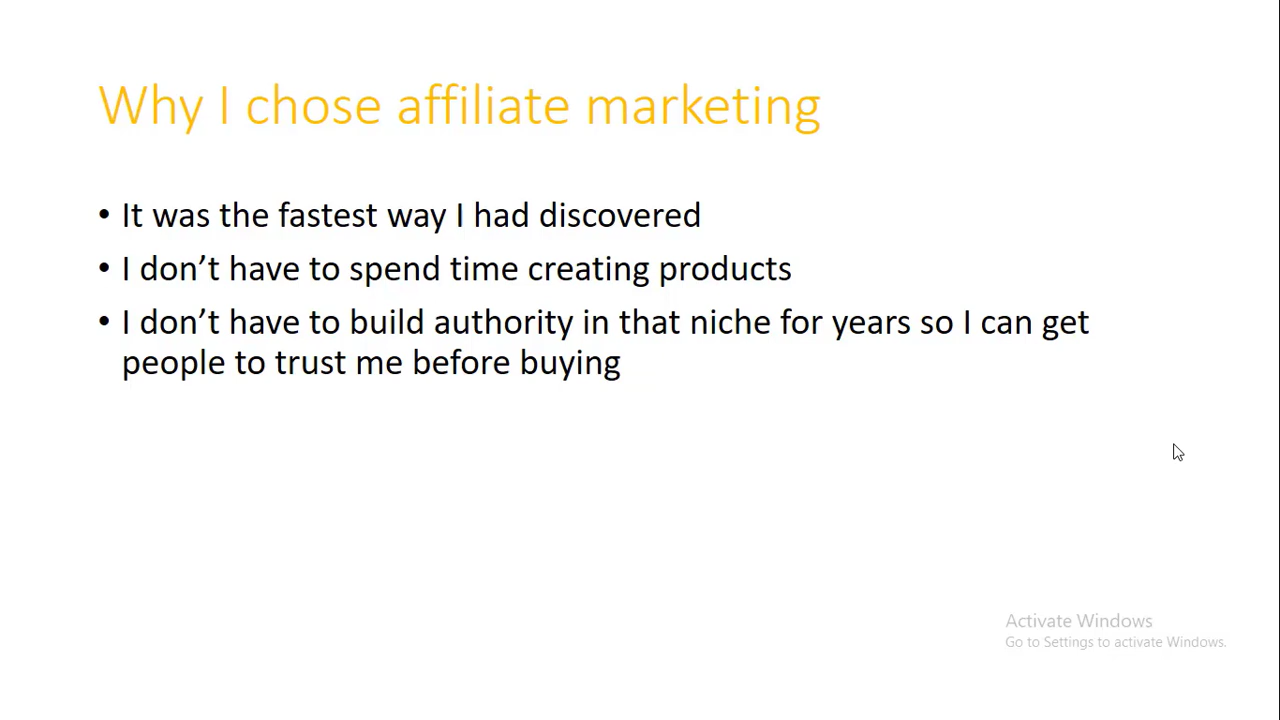 Why I chose affiliate marketing
• It was the fastest way I had discovered
• I don’t have to spend time creating products
• I don’t have to build authority in that niche for years so I can get
people to trust me before buying
Activate Windows
Go to Settings to activate Windows.